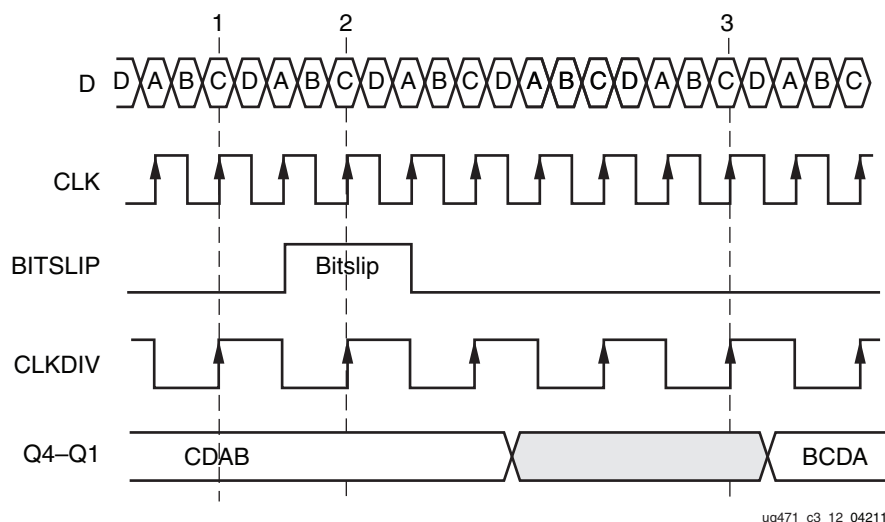 1 2 3
D D A B C D A B C D A B C D A B C D A B C D A B C
CLK
BITSLIP Bitslip
CLKDIV
Q4–Q1 CDAB BCDA
ug471_c3_12_04211